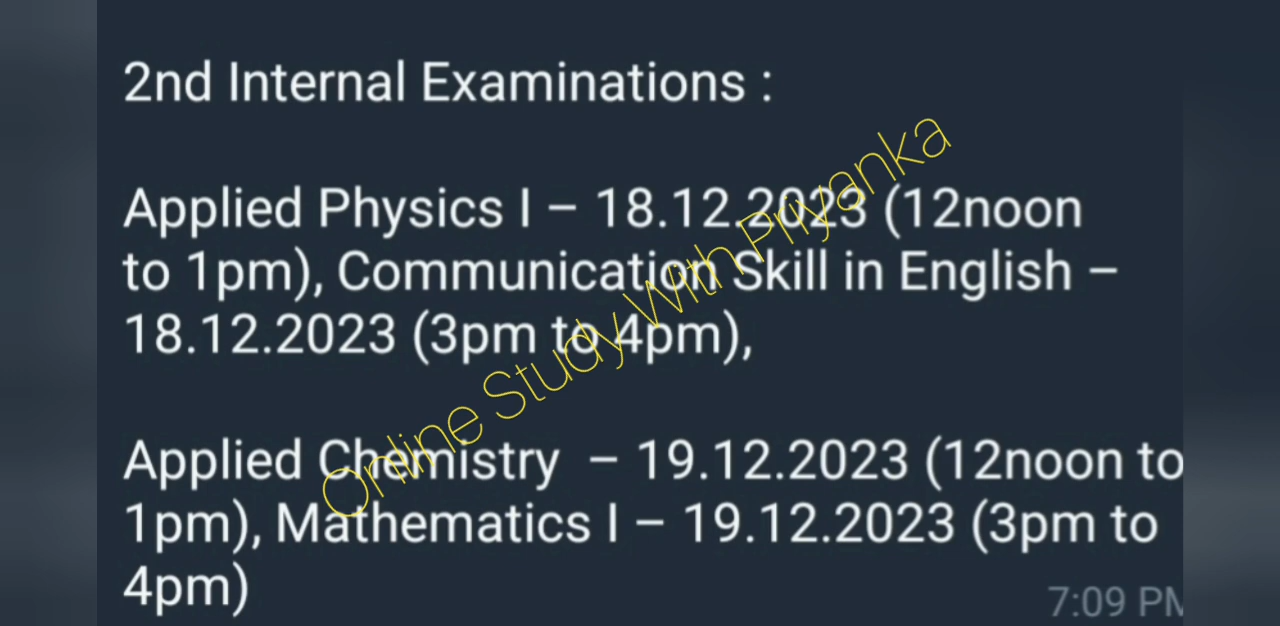 2nd Internal Examinations :
Applied Physics I – 18.12.2023 (12noon
to 1pm), Communication Skill in English –
18.12.2023 (3pm to 4pm),
Applied Chemistry – 19.12.2023 (12noon to
1pm), Mathematics I – 19.12.2023 (3pm to
4pm)
7:09 PM
Online Study With Priyanka